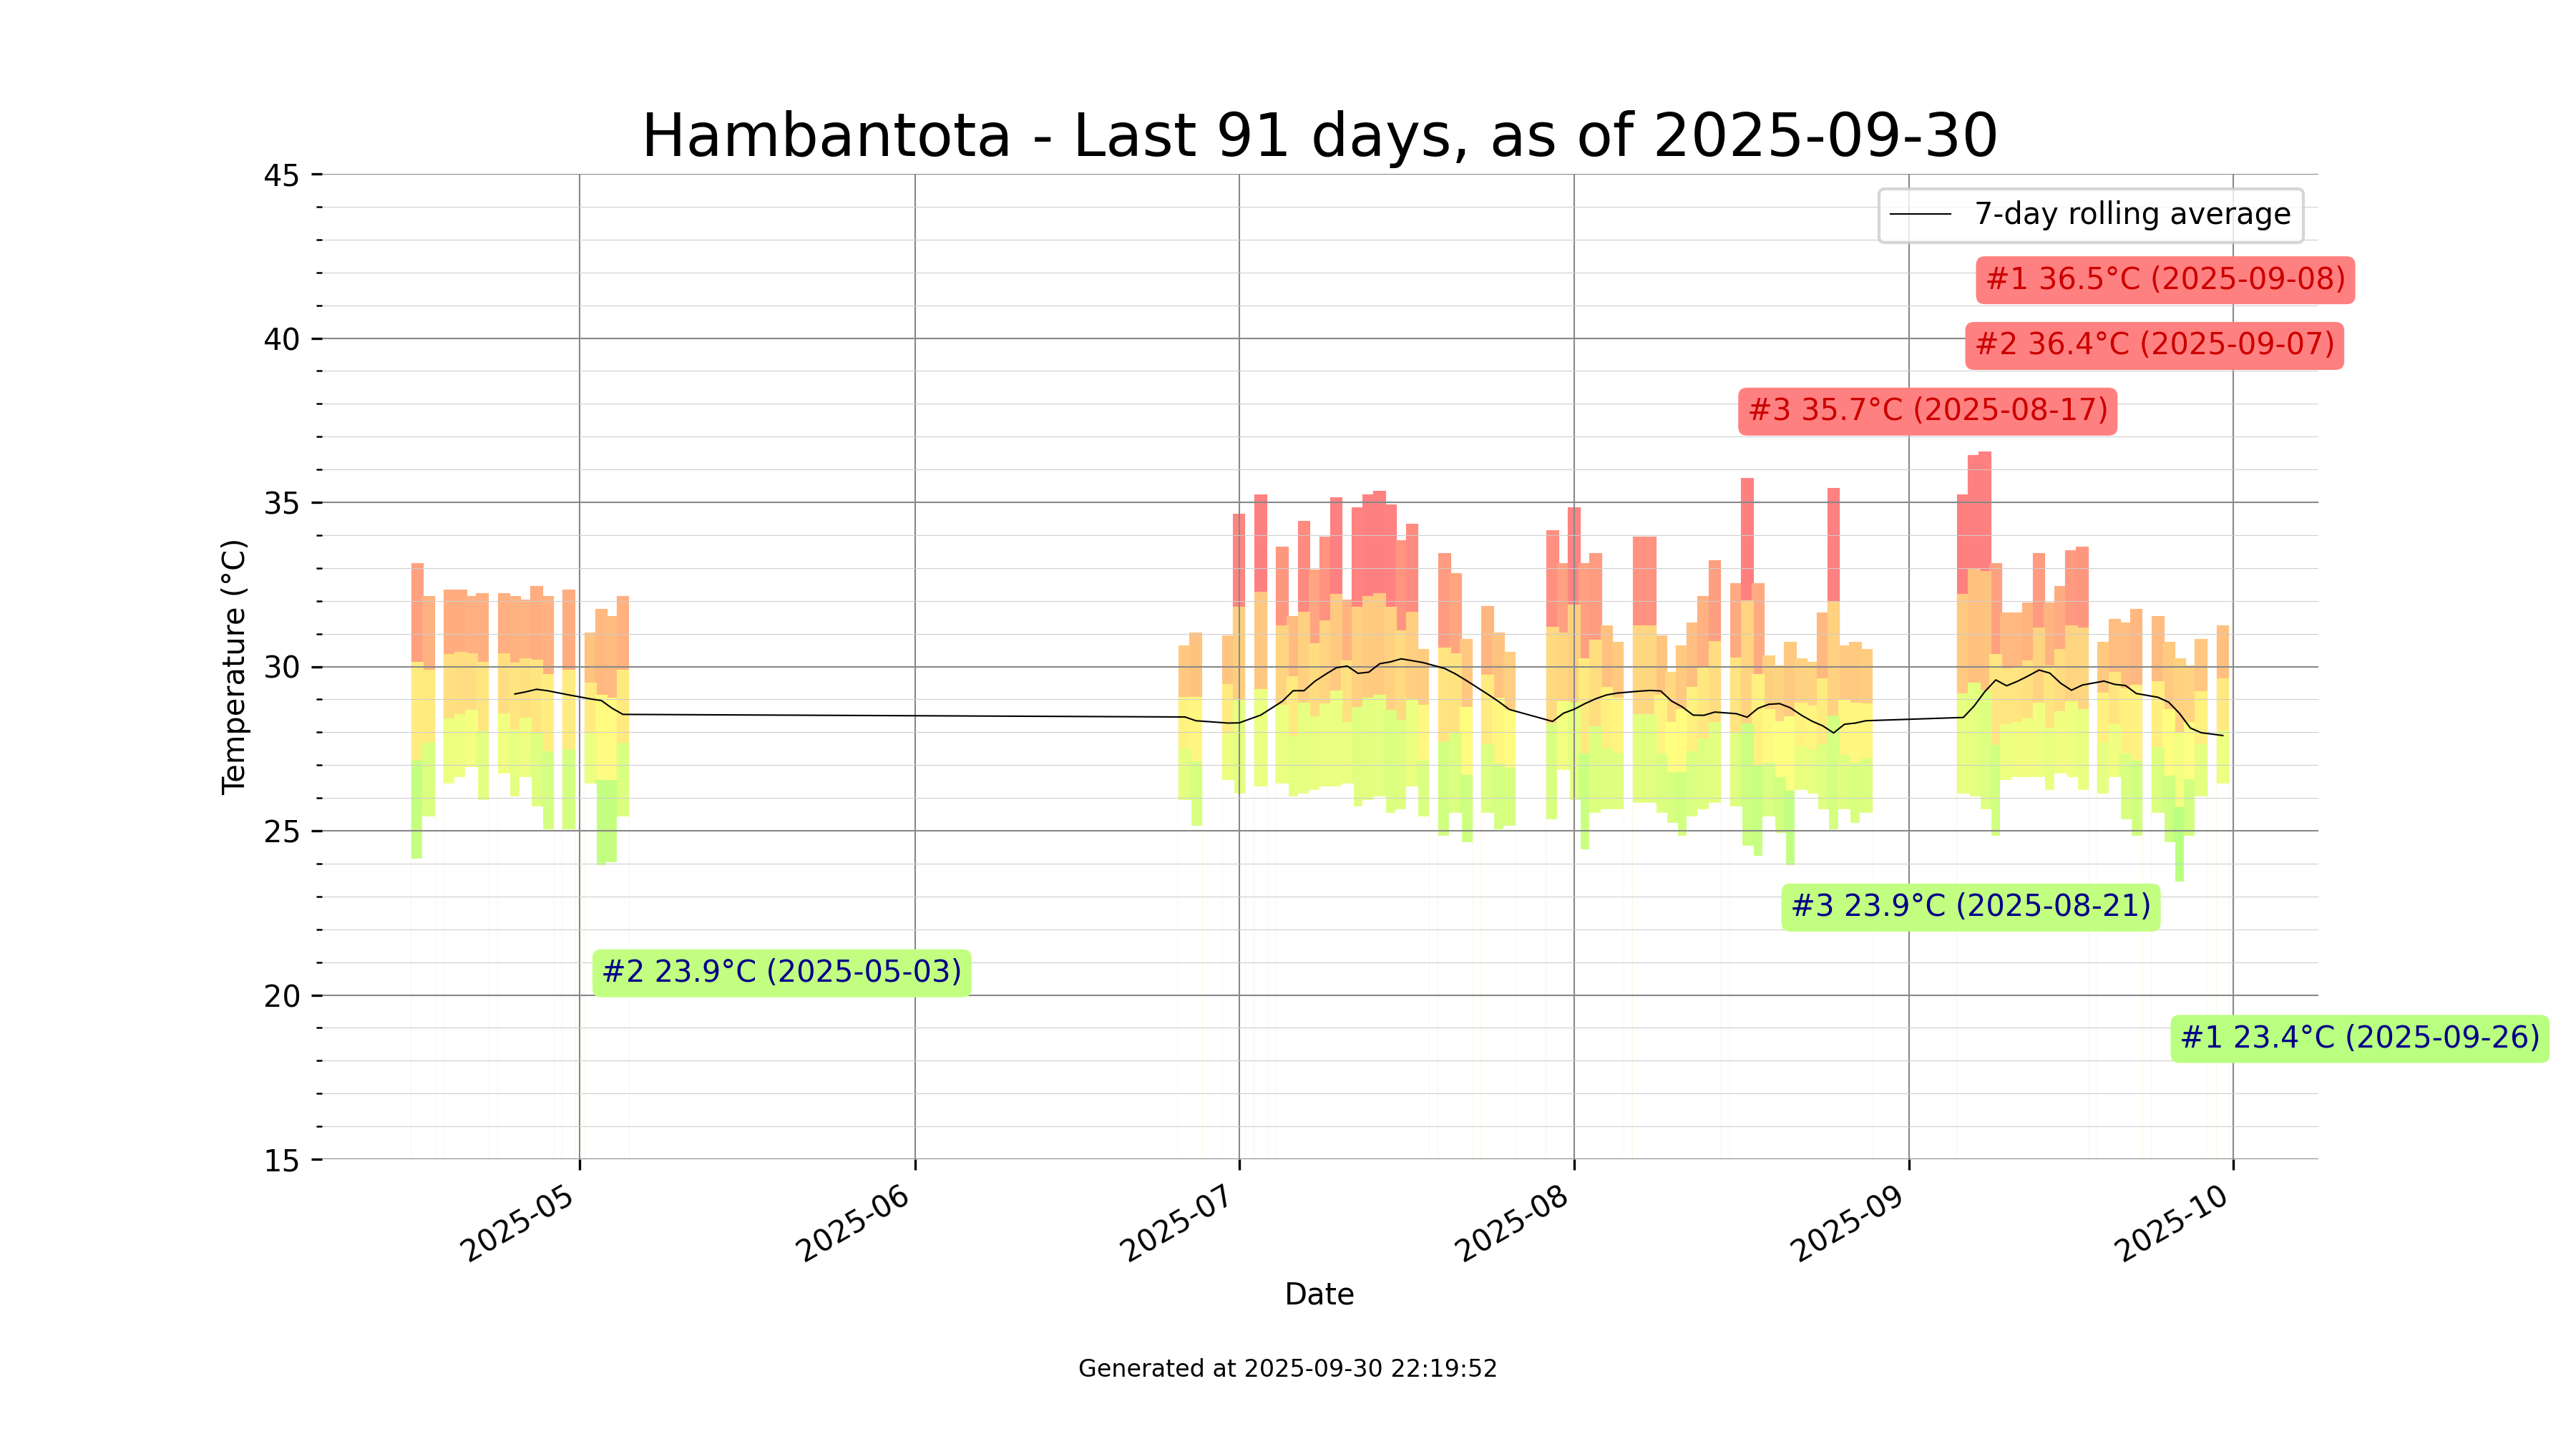 Hambantota - Last 91 days, as of 2025-09-30
45
40
35
30
25
20
15
Temperature (°C)
7-day rolling average
#1 36.5°C (2025-09-08)
#2 36.4°C (2025-09-07)
#3 35.7°C (2025-08-17)
#3 23.9°C (2025-08-21)
#2 23.9°C (2025-05-03)
#1 23.4°C (2025-09-26)
2025-05
2025-06
2025-07
2025-08
2025-09
2025-10
Date
Generated at 2025-09-30 22:19:52